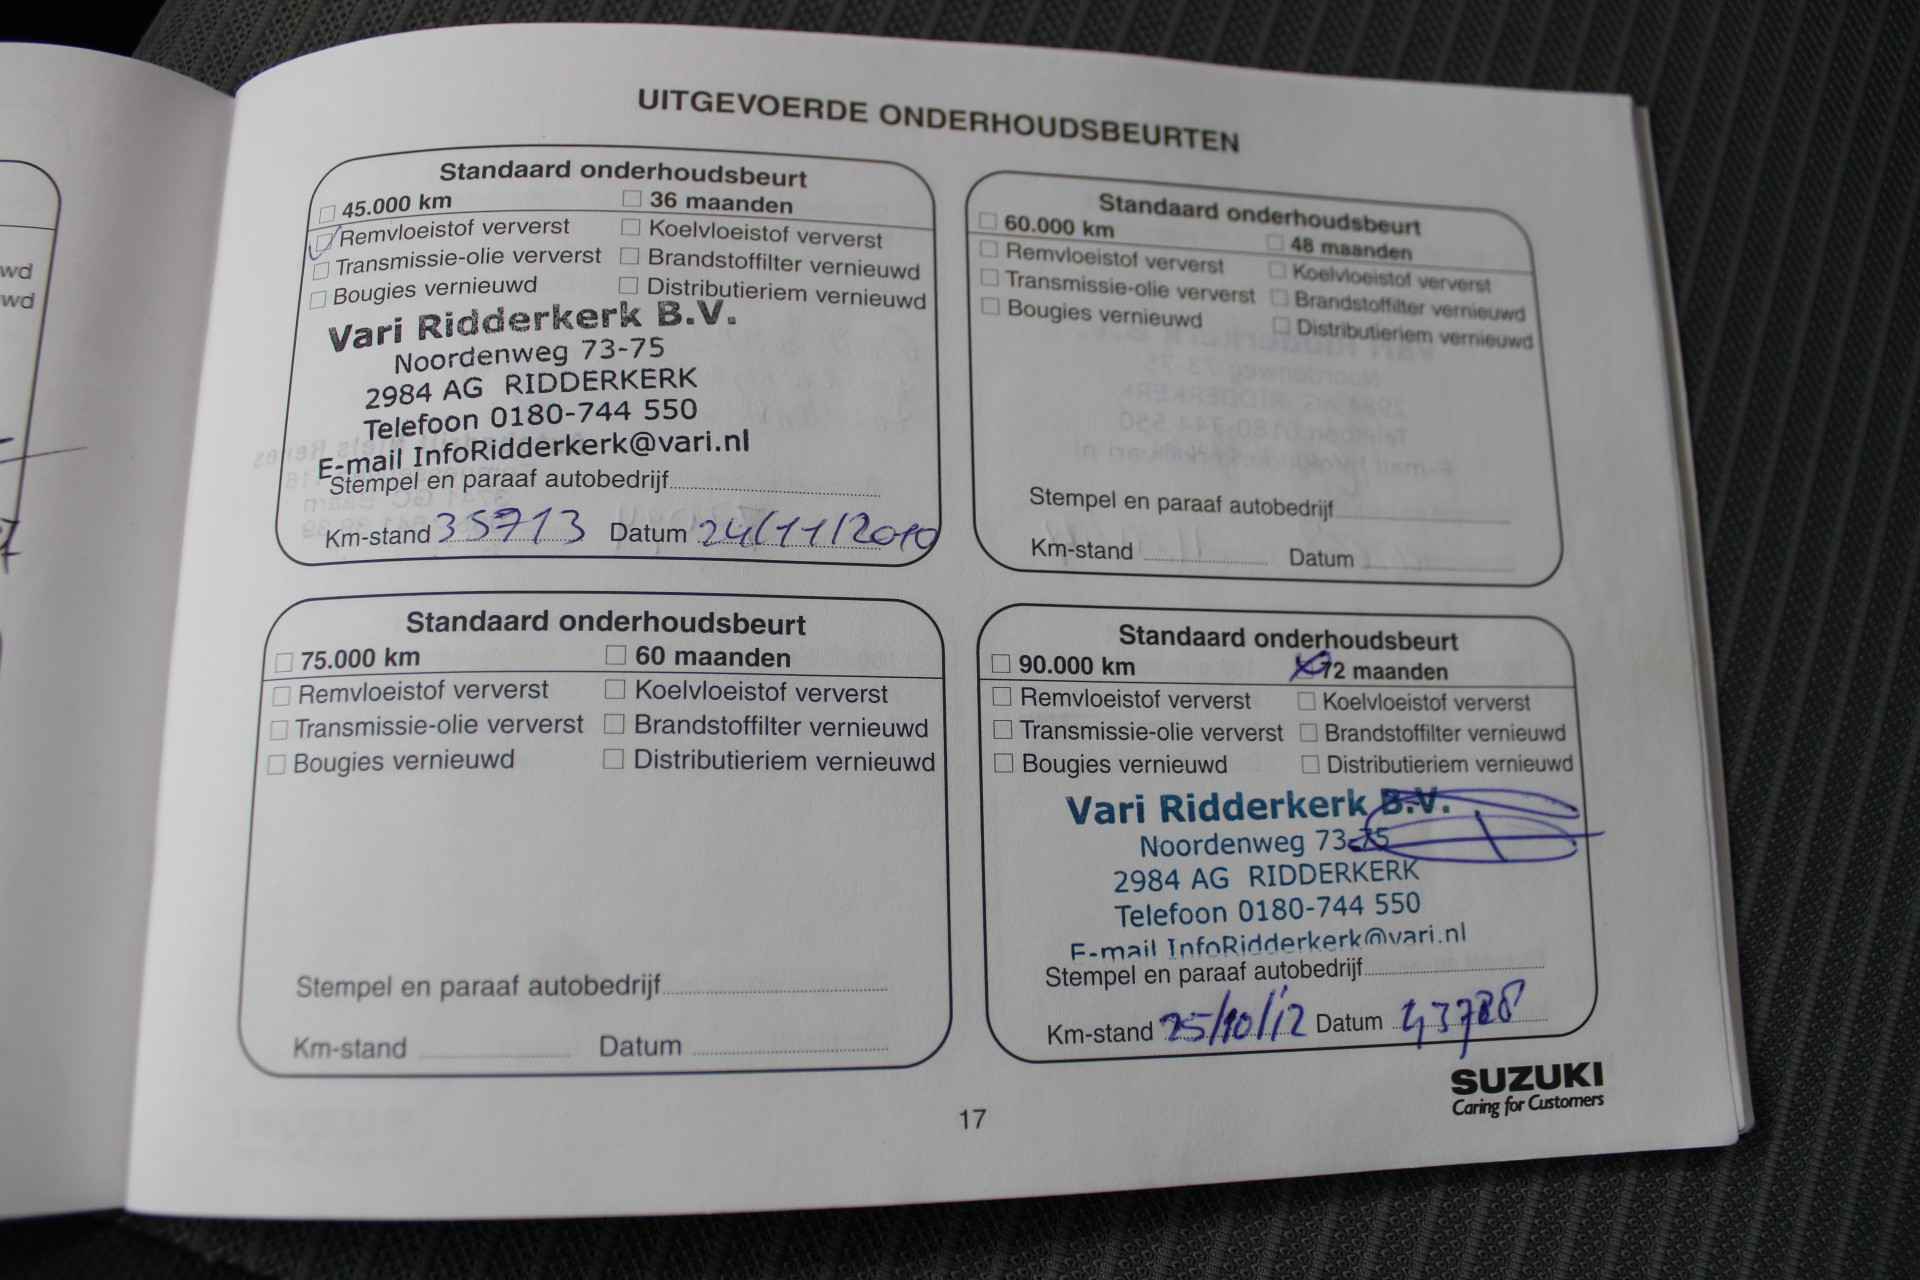 wd
wd
UITGEVOERDE ONDERHOUDSBEURTEN
Standaard onderhoudsbeurt
45.000 km 36 maanden
Remvloeistof ververst Koelvloeistof ververst
Transmissie-olie ververst Brandstoffilter vernieuwd
Bougies vernieuwd Distributieriem vernieuwd
Vari Ridderkerk B.V.
Noordenweg 73-75
2984 AG RIDDERKERK
Telefoon 0180-744 550
E-mail InfoRidderkerk@vari.nl
Stempel en paraaf autobedrijf
Km-stand 35713 Datum 24/11/2010
Standaard onderhoudsbeurt
60.000 km 48 maanden
Remvloeistof ververst Koelvloeistof ververst
Transmissie-olie ververst Brandstoffilter vernieuwd
Bougies vernieuwd Distributieriem vernieuwd
Stempel en paraaf autobedrijf
Km-stand Datum
Standaard onderhoudsbeurt
75.000 km 60 maanden
Remvloeistof ververst Koelvloeistof ververst
Transmissie-olie ververst Brandstoffilter vernieuwd
Bougies vernieuwd Distributieriem vernieuwd
Stempel en paraaf autobedrijf
Km-stand Datum
Standaard onderhoudsbeurt
90.000 km 72 maanden
Remvloeistof ververst Koelvloeistof ververst
Transmissie-olie ververst Brandstoffilter vernieuwd
Bougies vernieuwd Distributieriem vernieuwd
Vari Ridderkerk B.V.
Noordenweg 73-75
2984 AG RIDDERKERK
Telefoon 0180-744 550
E-mail InfoRidderkerk@vari.nl
Stempel en paraaf autobedrijf
Km-stand 25/10/12 Datum
17
SUZUKI
Caring for Customers